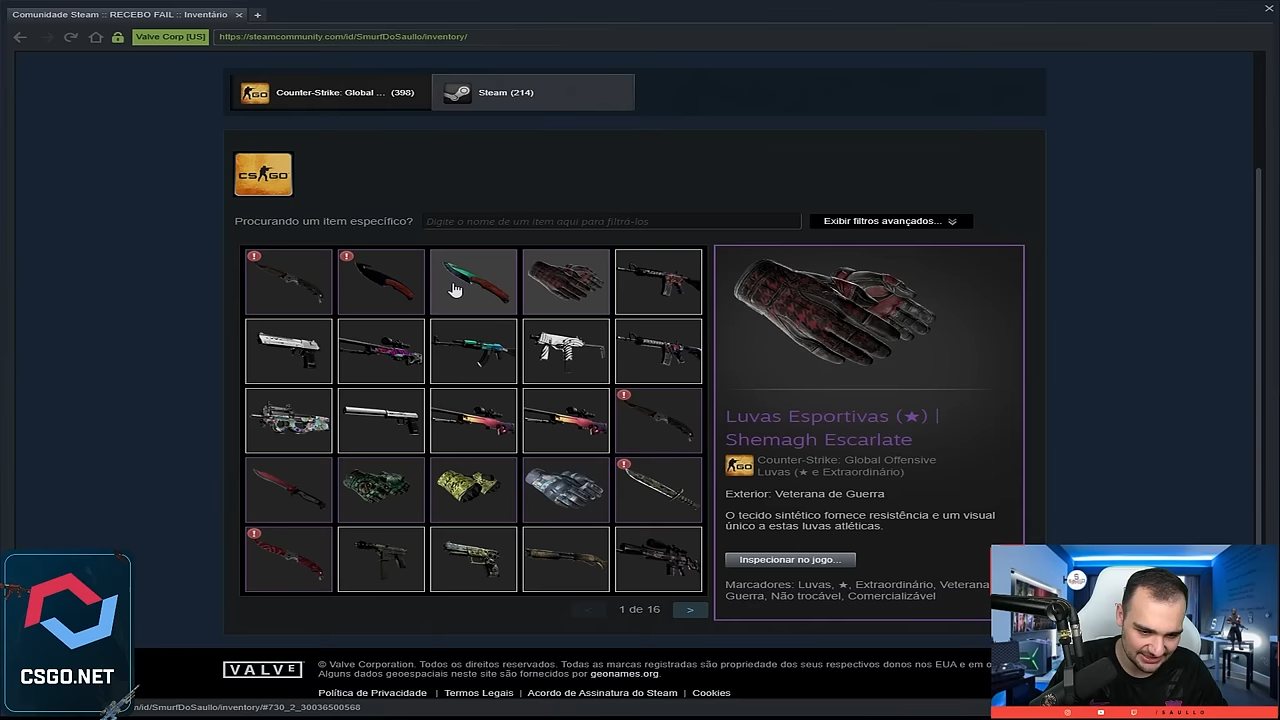 Comunidade Steam :: RECEBO FAIL :: Inventário
Valve Corp [US]
https://steamcommunity.com/id/SmurfDoSaullo/inventory/
Counter-Strike: Global ... (398)
Steam (214)
CS GO
Procurando um item específico?
Digite o nome de um item aqui para filtrá-los
Exibir filtros avançados...
Luvas Esportivas (★) |
Shemagh Escarlate
GO
Counter-Strike: Global Offensive
Luvas (★ e Extraordinário)
Exterior: Veterana de Guerra
O tecido sintético fornece resistência e um visual
único a estas luvas atléticas.
Inspecionar no jogo...
Marcadores: Luvas, ★, Extraordinário, Veterana
Guerra, Não trocável, Comercializável
1 de 16
VALVE
© Valve Corporation. Todos os direitos reservados. Todas as marcas registradas são propriedade dos seus respectivos donos nos EUA e em o
Alguns dados geoespaciais neste site são fornecidos por geonames.org.
Política de Privacidade | Termos Legais | Acordo de Assinatura do Steam | Cookies
n/id/SmurfDoSaullo/inventory/#730_2_30036500568
CSGO.NET
/SAULLO